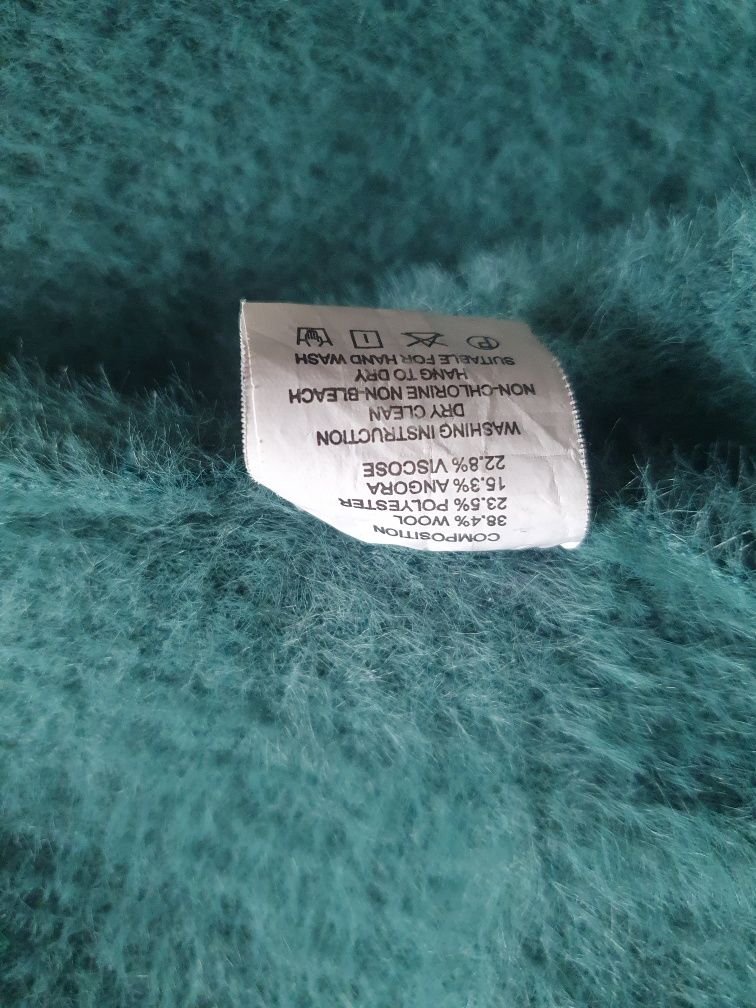 COMPOSITION
38.4% WOOL
23.5% POLYESTER
15.3% ANGORA
22.8% VISCOSE
WASHING INSTRUCTION
DRY CLEAN
NON-CHLORINE NON-BLEACH
HANG TO DRY
SUITABLE FOR HAND WASH
P